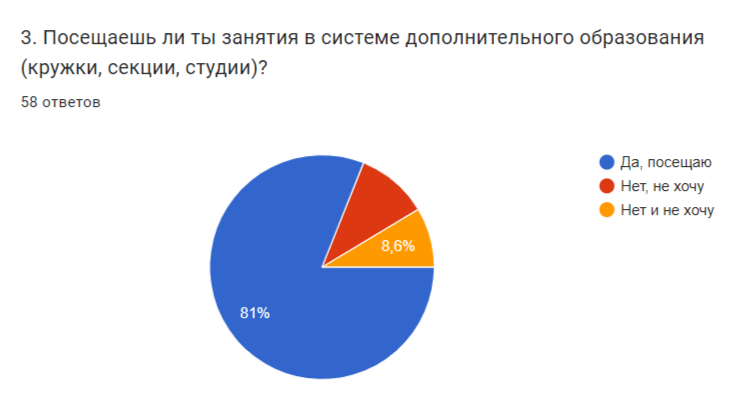 3. Посещаешь ли ты занятия в системе дополнительного образования
(кружки, секции, студии)?
58 ответов
Да, посещаю
Нет, не хочу
Нет и не хочу
8,6%
81%